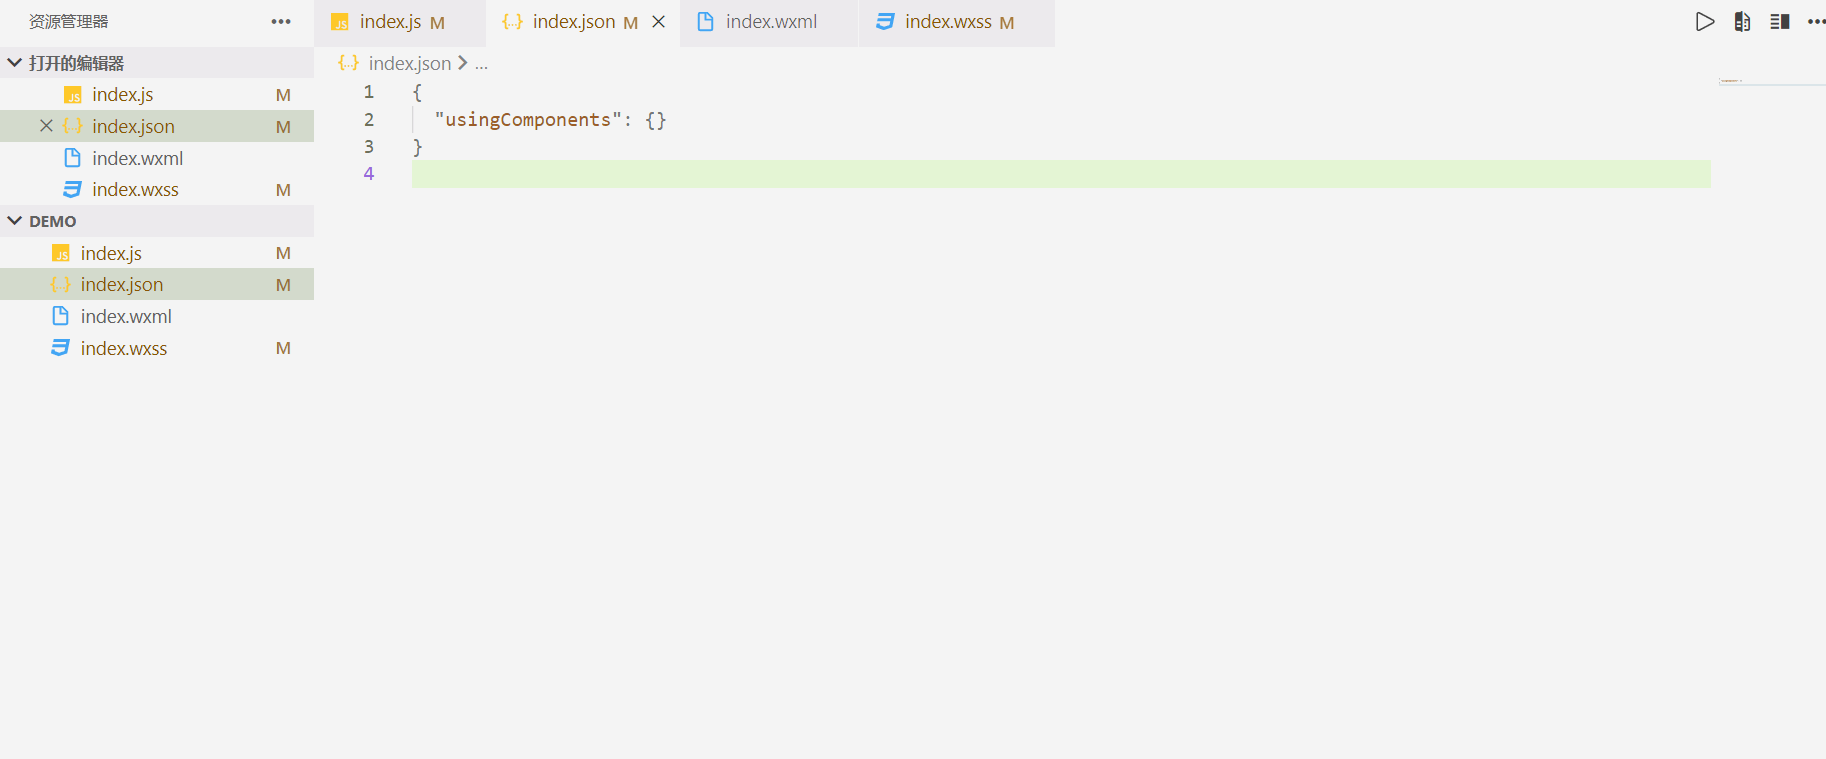 资源管理器
打开的编辑器
index.js M
index.json M
index.wxml
index.wxss M
DEMO
index.js M
index.json M
index.wxml
index.wxss M
index.js M index.json M index.wxml index.wxss M
index.json > ...
1 {
2 "usingComponents": {}
3 }
4